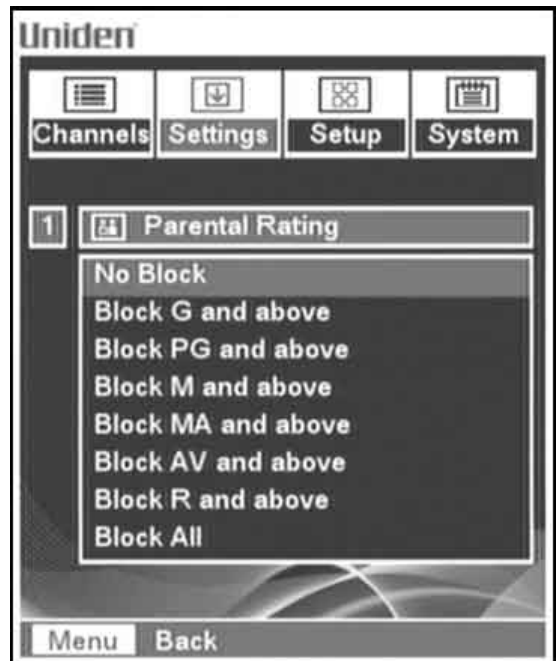 Uniden
Channels Settings Setup System
1 Parental Rating
No Block
Block G and above
Block PG and above
Block M and above
Block MA and above
Block AV and above
Block R and above
Block All
Menu Back